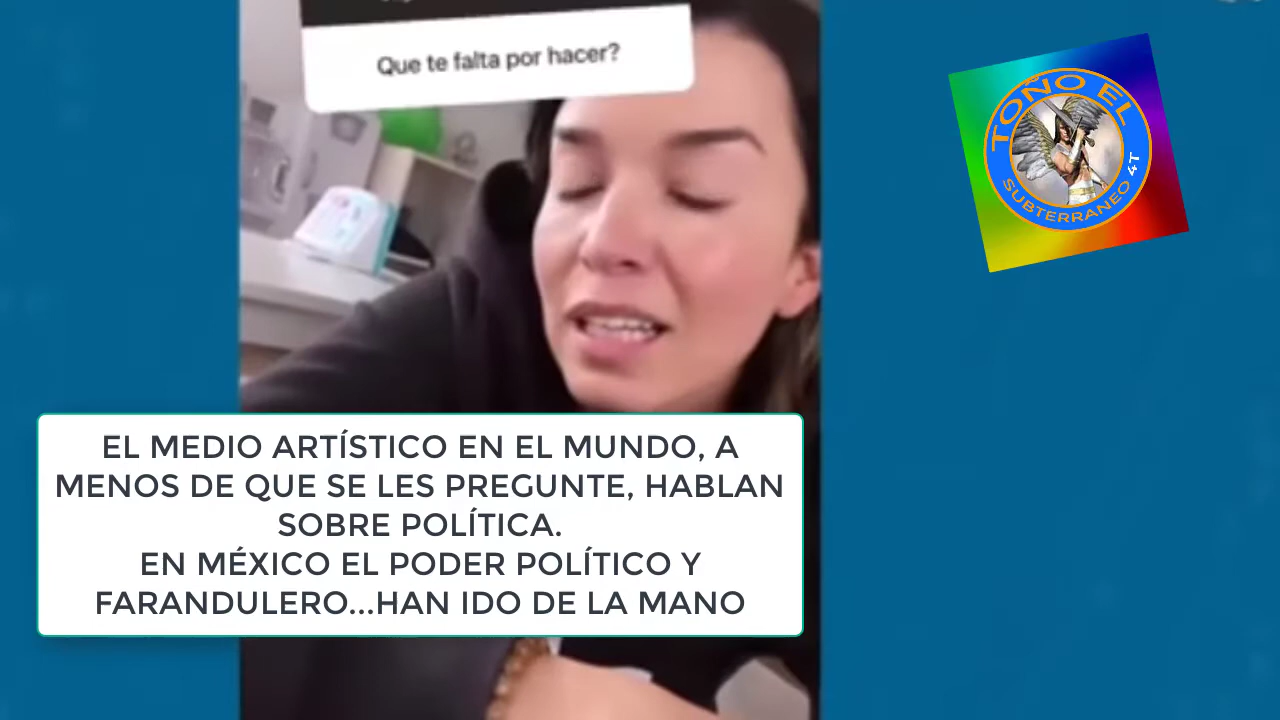 Que te falta por hacer?
TOÑO EL
SUBTERRANEO 4T
EL MEDIO ARTÍSTICO EN EL MUNDO, A
MENOS DE QUE SE LES PREGUNTE, HABLAN
SOBRE POLÍTICA.
EN MÉXICO EL PODER POLÍTICO Y
FARANDULERO...HAN IDO DE LA MANO